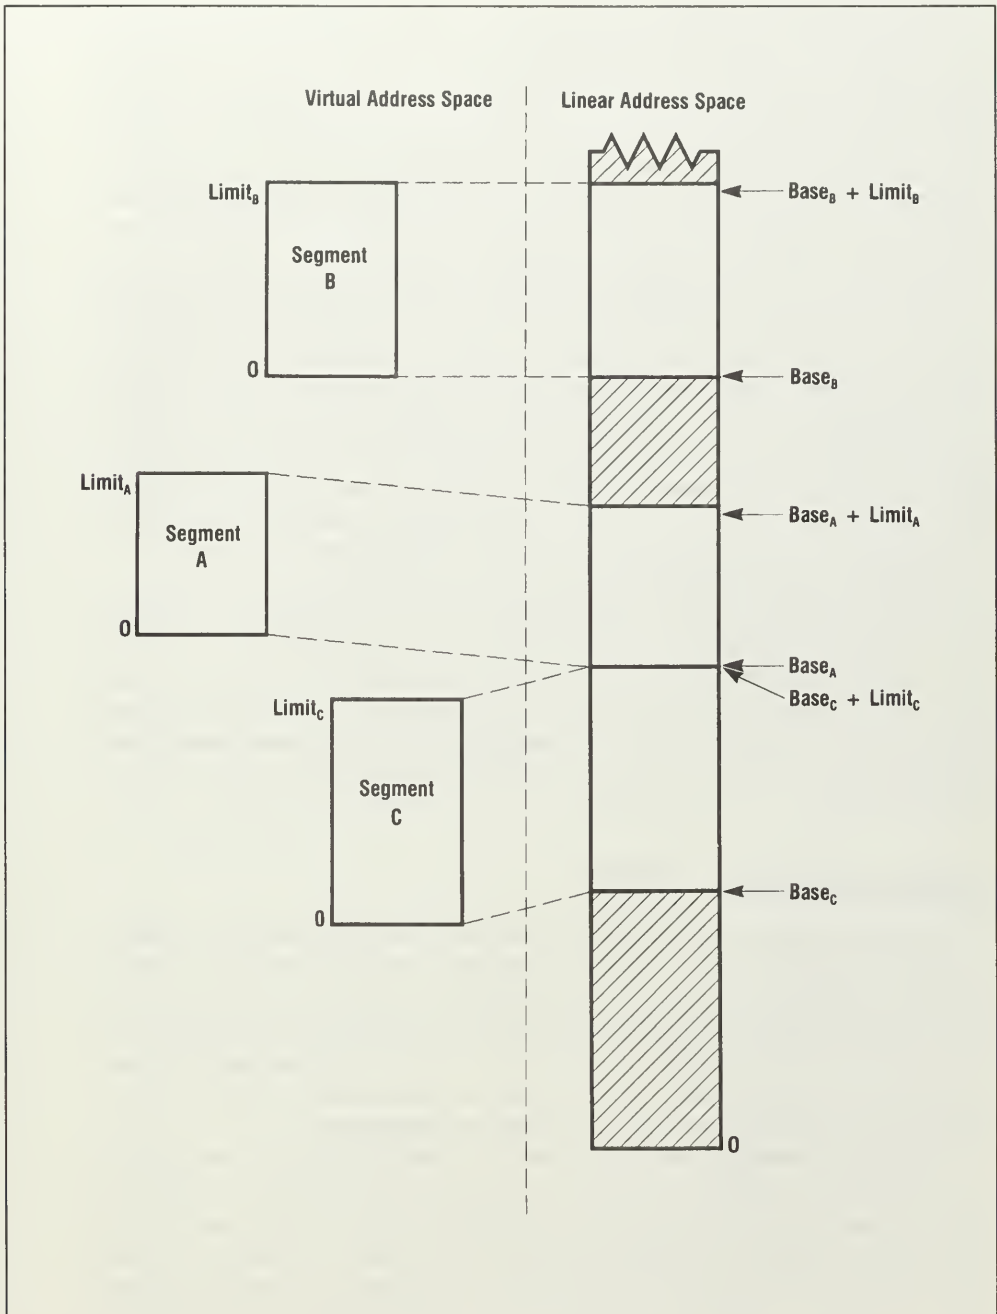 Virtual Address Space
Linear Address Space
Limit_B
Segment
B
0
Base_B + Limit_B
Base_B
Limit_A
Segment
A
0
Base_A + Limit_A
Base_A
Base_C + Limit_C
Limit_C
Segment
C
0
Base_C
0